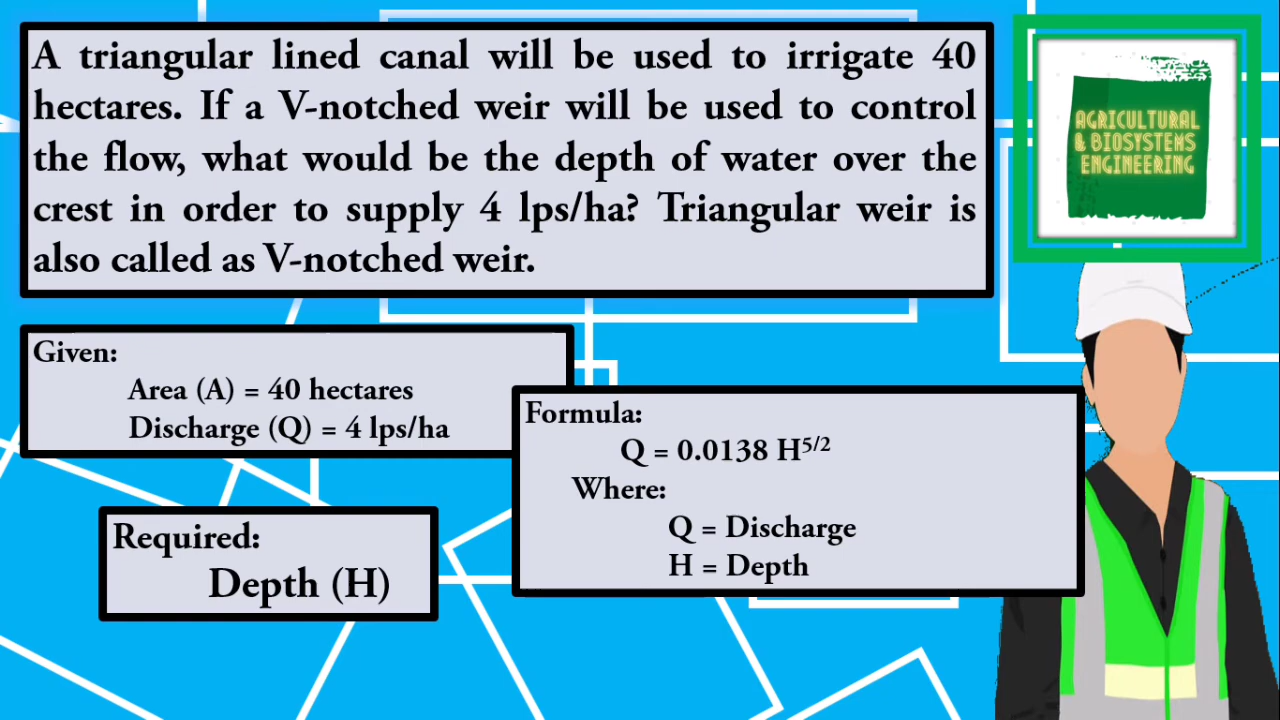 A triangular lined canal will be used to irrigate 40
hectares. If a V-notched weir will be used to control
the flow, what would be the depth of water over the
crest in order to supply 4 lps/ha? Triangular weir is
also called as V-notched weir.
AGRICULTURAL
& BIOSYSTEMS
ENGINEERING
Given:
Area (A) = 40 hectares
Discharge (Q) = 4 lps/ha
Formula:
Q = 0.0138 H^5/2
Where:
Q = Discharge
H = Depth
Required:
Depth (H)